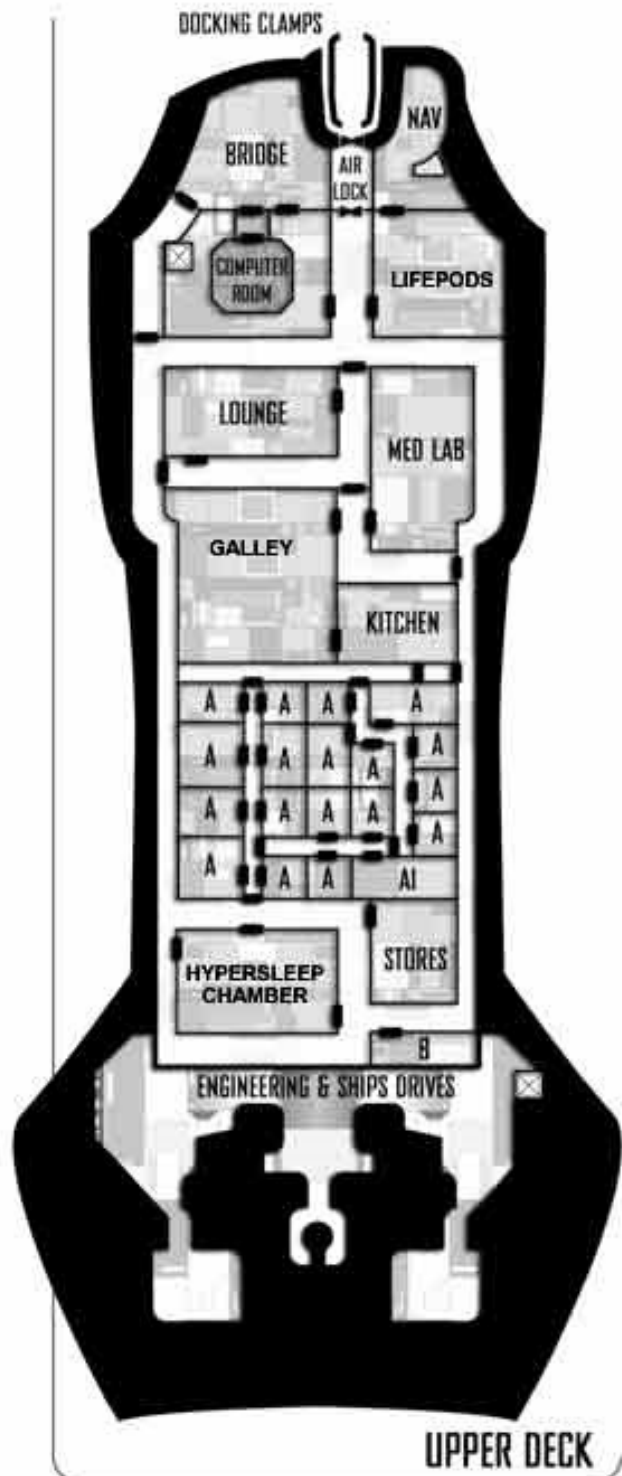 DOCKING CLAMPS
NAV
BRIDGE
AIR
LOCK
COMPUTER
ROOM
LIFEPODS
LOUNGE
MED LAB
GALLEY
KITCHEN
A A A A
A A A A A
A
A A A A A
A A A A1
HYPERSLEEP
CHAMBER
STORES
B
ENGINEERING & SHIPS DRIVES
UPPER DECK